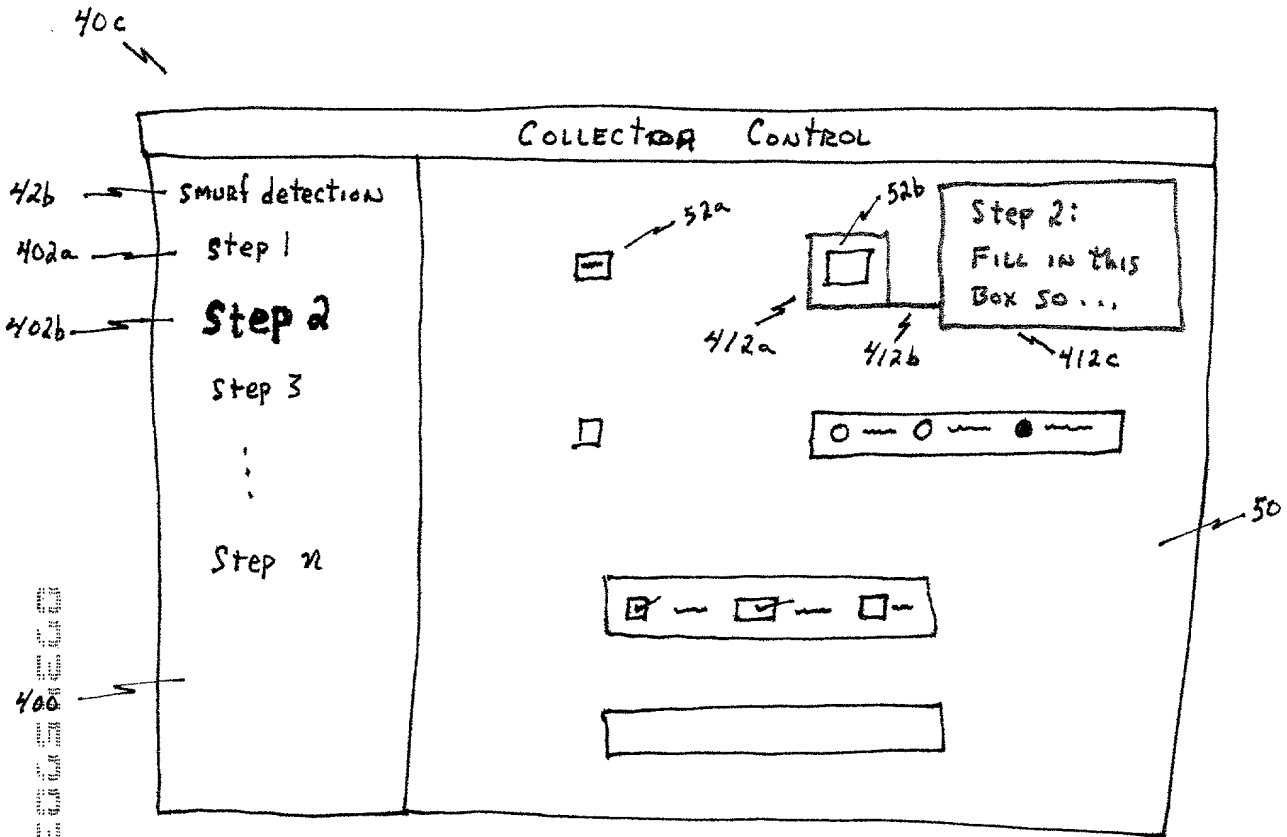 40c
COLLECTOR CONTROL
42b
SMURF detection
52a
52b
Step 2:
FILL IN this
Box so...
402a
step 1
402b
Step 2
412a
412b
412c
Step 3
50
Step n
400